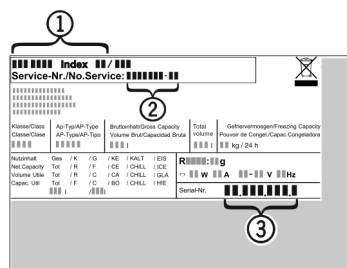 1
Index /
Service-Nr./No.Service: -
2
Klasse/Class Ap-Typ/AP-Type Bruttoinhalt/Gross Capacity Total Gefriervermoegen/Freezing Capacity
Classe/Clase AP-Type/AP-Tipo Volume Brut/Capacidad Bruta volume Pouvoir de Congel./Capac.Congeladora
l l kg / 24 h
Nutzinhalt Ges / K / G / KE / KALT / EIS
Net.Capacity Tot / R / F / CE / CHILL / ICE
Volume Utile Tot / R / C / CA / CHILL / GLA
Capac. Util Tot / F / C / BO / CHILL / HIE
l / l
R : g
W A - V Hz
Serial-Nr. . . .
3